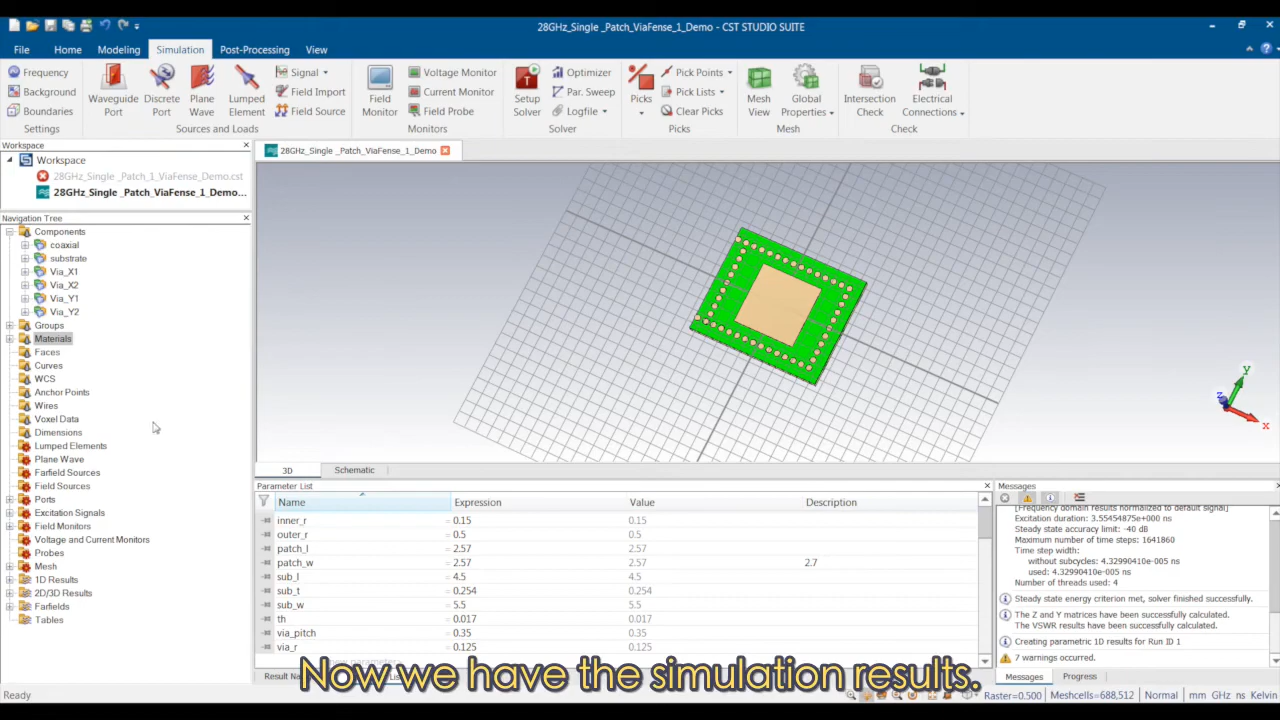 28GHz_Single _Patch_ViaFense_1_Demo - CST STUDIO SUITE
File Home Modeling Simulation Post-Processing View
Frequency
Background
Boundaries
Settings
Waveguide Port
Discrete Port
Plane Wave
Lumped Element
Signal
Field Import
Field Source
Sources and Loads
Field Monitor
Voltage Monitor
Current Monitor
Field Probe
Monitors
Setup Solver
Optimizer
Par. Sweep
Logfile
Solver
Picks
Pick Points
Pick Lists
Clear Picks
Picks
Mesh View
Global Properties
Mesh
Intersection Check
Electrical Connections
Check
Workspace
Workspace
28GHz_Single _Patch_1_ViaFense_Demo.cst
28GHz_Single _Patch_ViaFense_1_Demo...
Navigation Tree
Components
coaxial
substrate
Via_X1
Via_X2
Via_Y1
Via_Y2
Groups
Materials
Faces
Curves
WCS
Anchor Points
Wires
Voxel Data
Dimensions
Lumped Elements
Plane Wave
Farfield Sources
Field Sources
Ports
Excitation Signals
Field Monitors
Voltage and Current Monitors
Probes
Mesh
1D Results
2D/3D Results
Farfields
Tables
28GHz_Single _Patch_ViaFense_1_Demo
y
z
x
3D Schematic
Parameter List
Name Expression Value Description
inner_r = 0.15 0.15
outer_r = 0.5 0.5
patch_l = 2.57 2.57
patch_w = 2.57 2.57 2.7
sub_l = 4.5 4.5
sub_t = 0.254 0.254
sub_w = 5.5 5.5
th = 0.017 0.017
via_pitch = 0.35 0.35
via_r = 0.125 0.125
Messages
[Frequency domain results normalized to default signal]
Excitation duration: 3.55454875e+000 ns
Steady state accuracy limit: -40 dB
Maximum number of time steps: 1641860
Time step width:
without subcycles: 4.32990410e-005 ns
used: 4.32990410e-005 ns
Number of threads used: 4
Steady state energy criterion met, solver finished successfully.
The Z and Y matrices have been successfully calculated.
The VSWR results have been successfully calculated.
Creating parametric 1D results for Run ID 1
7 warnings occurred.
Messages Progress
Now we have the simulation results.
Ready
Raster=0.500 Meshcells=688,512 Normal mm GHz ns Kelvin